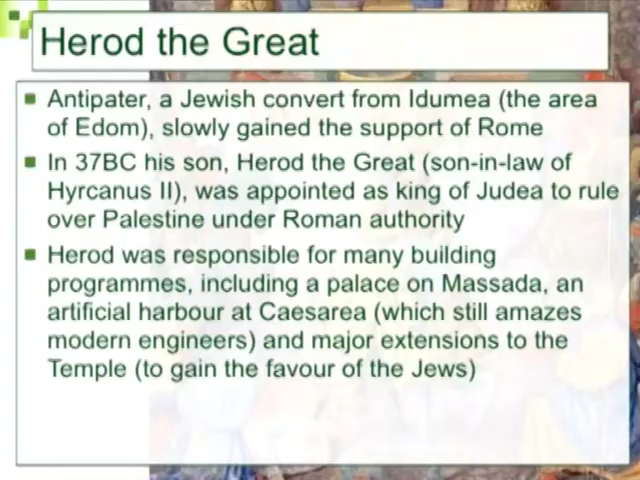 Herod the Great
Antipater, a Jewish convert from Idumea (the area
of Edom), slowly gained the support of Rome
In 37BC his son, Herod the Great (son-in-law of
Hyrcanus II), was appointed as king of Judea to rule
over Palestine under Roman authority
Herod was responsible for many building
programmes, including a palace on Massada, an
artificial harbour at Caesarea (which still amazes
modern engineers) and major extensions to the
Temple (to gain the favour of the Jews)